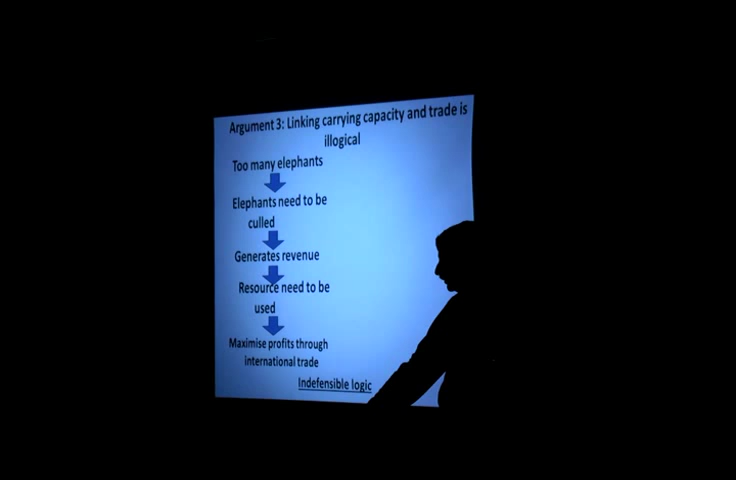 Argument 3: Linking carrying capacity and trade is
illogical
Too many elephants
Elephants need to be
culled
Generates revenue
Resource need to be
used
Maximise profits through
international trade
Indefensible logic